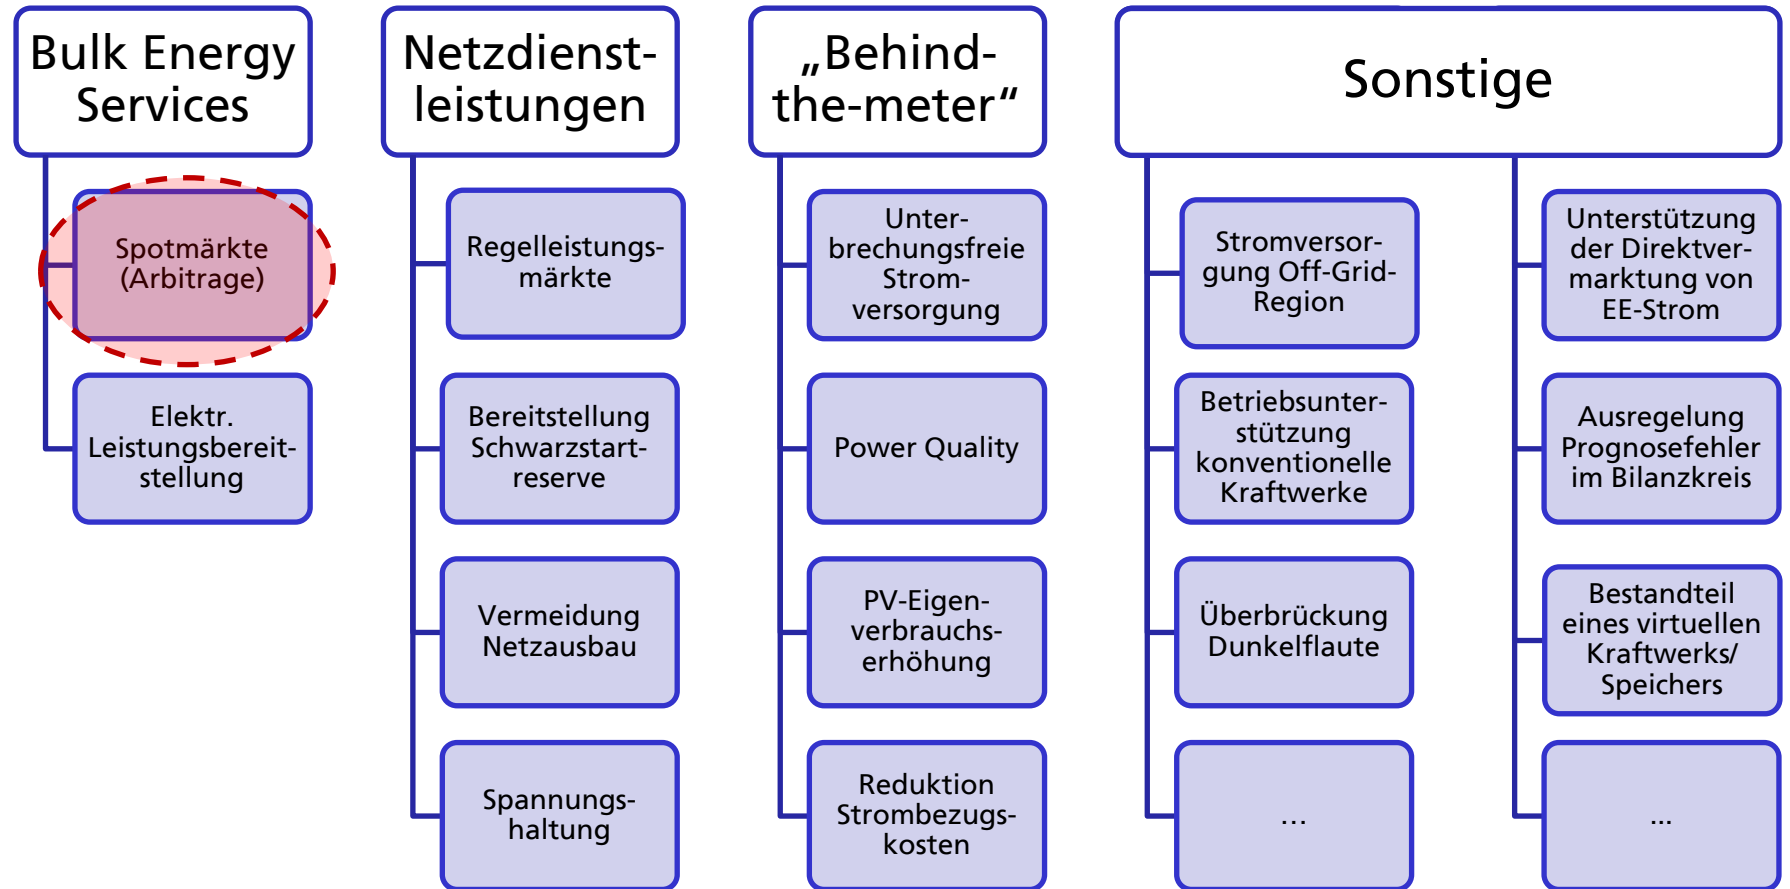 Bulk Energy
Services
Spotmärkte
(Arbitrage)
Elektr.
Leistungsbereit-
stellung
Netzdienst-
leistungen
Regelleistungs-
märkte
Bereitstellung
Schwarzstart-
reserve
Vermeidung
Netzausbau
Spannungs-
haltung
„Behind-
the-meter“
Unter-
brechungsfreie
Strom-
versorgung
Power Quality
PV-Eigen-
verbrauchs-
erhöhung
Reduktion
Strombezugs-
kosten
Sonstige
Stromversor-
gung Off-Grid-
Region
Betriebsunter-
stützung
konventionelle
Kraftwerke
Überbrückung
Dunkelflaute
…
Unterstützung
der Direktver-
marktung von
EE-Strom
Ausregelung
Prognosefehler
im Bilanzkreis
Bestandteil
eines virtuellen
Kraftwerks/
Speichers
...